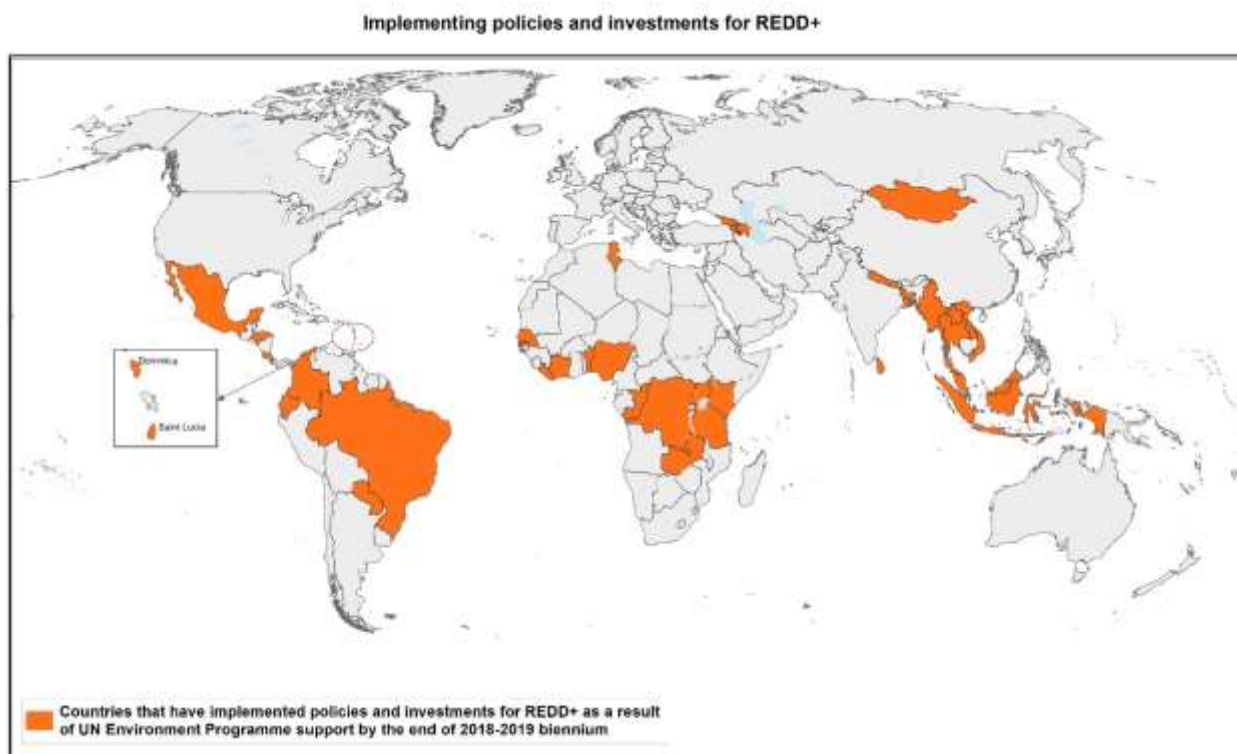 Implementing policies and investments for REDD+
Dominica
Saint Lucia
Countries that have implemented policies and investments for REDD+ as a result
of UN Environment Programme support by the end of 2018-2019 biennium